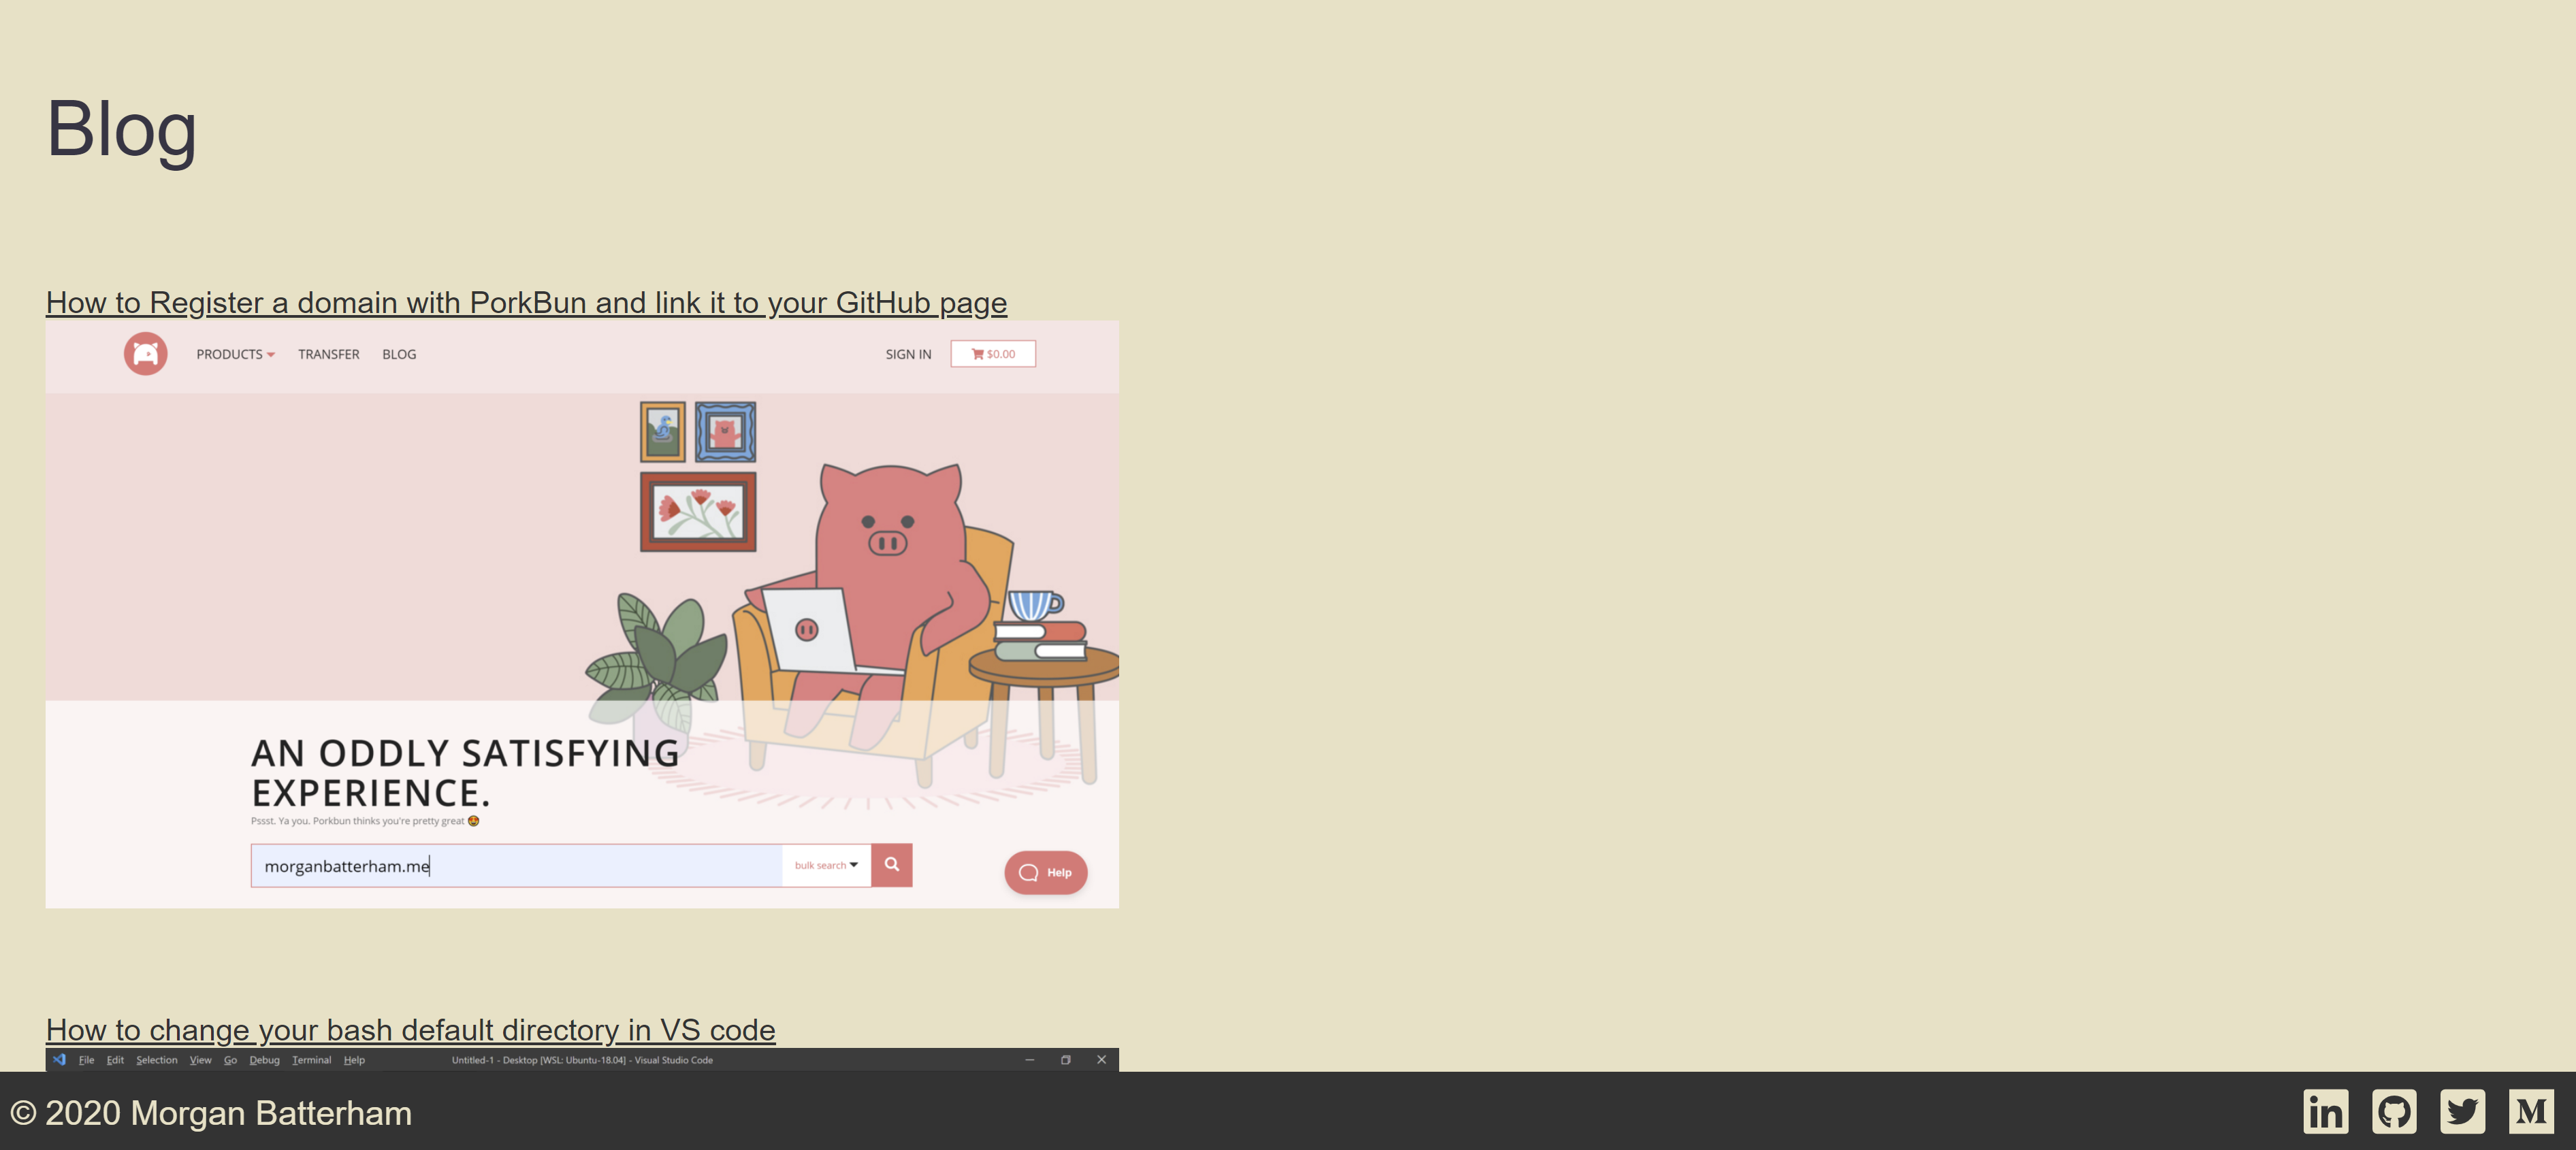 Blog
How to Register a domain with PorkBun and link it to your GitHub page
PRODUCTS TRANSFER BLOG SIGN IN $0.00
AN ODDLY SATISFYING
EXPERIENCE.
Pssst. Ya you. Porkbun thinks you're pretty great 😍
morganbatterham.me bulk search Help
How to change your bash default directory in VS code
File Edit Selection View Go Debug Terminal Help Untitled-1 - Desktop [WSL: Ubuntu-18.04] - Visual Studio Code
© 2020 Morgan Batterham in M